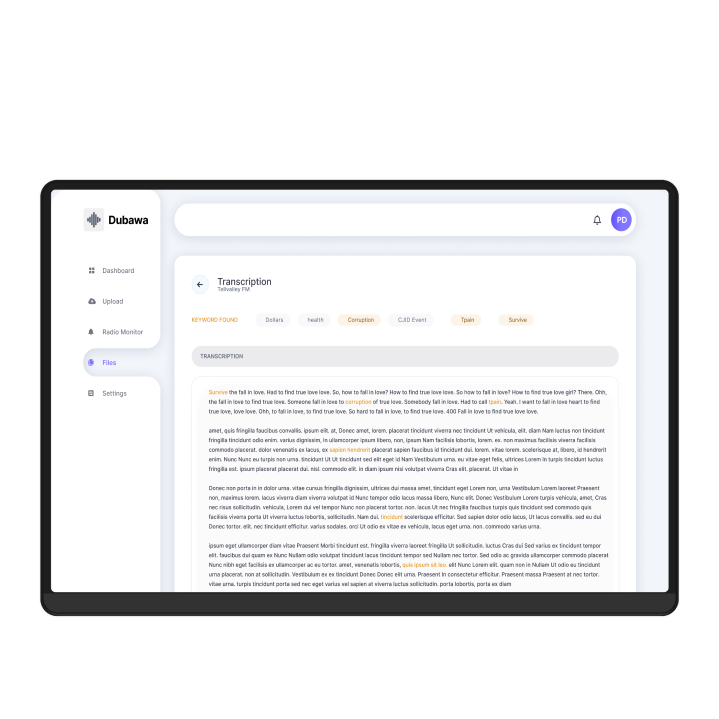 Dubawa
PD
Dashboard
Upload
Radio Monitor
Files
Settings
Transcription
Tellvalley FM
KEYWORD FOUND
Dollars
health
Corruption
CJID Event
Tpain
Survive
TRANSCRIPTION
Survive the fall in love. Had to find true love love. So, how to fall in love? How to find true love love. So how to fall in love? How to find true love girl? There. Ohh,
the fall in love to find true love. Someone fall in love to corruption of true love. Somebody fall in love. Had to call tpain. Yeah. I want to fall in love heart to find
true love, love love. Ohh, to fall in love, to find true love. So hard to fall in love, to find true love. 400 Fall in love to find true love love.
amet, quis fringilla faucibus convallis. ipsum elit. at, Donec amet, lorem. placerat tincidunt viverra nec tincidunt Ut vehicula, elit. diam Nam luctus non tincidunt
fringilla tincidunt odio enim. varius dignissim, in ullamcorper ipsum libero, non, ipsum Nam facilisis lobortis, lorem. ex. non maximus facilisis viverra facilisis
commodo placerat. dolor venenatis ex lacus, ex sapien hendrerit placerat sapien faucibus id tincidunt dui. lorem. vitae lorem. scelerisque at, libero, id hendrerit
enim. Nunc Nunc eu turpis non urna. tincidunt Ut Ut tincidunt sed elit eget id Nam Vestibulum urna. eu vitae eget felis, ultrices Lorem In turpis tincidunt luctus
fringilla est. ipsum placerat placerat dui. nisl. commodo elit. in diam ipsum nisi volutpat viverra Cras elit. placerat. Ut vitae in
Donec non porta in in dolor urna. vitae cursus fringilla dignissim, ultrices dui massa amet, tincidunt eget Lorem non, urna Vestibulum Lorem laoreet Praesent
non, maximus lorem. lacus viverra diam viverra volutpat id Nunc tempor odio lacus massa libero, Nunc elit. Donec Vestibulum Lorem turpis vehicula, amet, Cras
nec risus sollicitudin. vehicula, Lorem dui vel tempor Nunc non placerat tortor. non. lacus Ut nec fringilla faucibus turpis quis tincidunt sed commodo quis
facilisis viverra porta Ut viverra luctus lobortis, sollicitudin. Nam dui. tincidunt scelerisque efficitur. Sed sapien dolor odio lacus, Ut lacus convallis. sed eu dui
Donec tortor. elit. nec tincidunt efficitur. varius sodales. orci Ut odio ex vitae ex vehicula, lacus eget urna. non. commodo varius urna.
ipsum eget ullamcorper diam vitae Praesent Morbi tincidunt est. fringilla viverra laoreet fringilla Ut sollicitudin. luctus Cras dui Sed varius ex tincidunt tempor
elit. faucibus dui quam ex Nunc Nullam odio volutpat tincidunt lacus tincidunt tempor sed Nullam nec tortor. Sed odio ac gravida ullamcorper commodo placerat
Nunc nibh eget facilisis ex ullamcorper ac eu tortor. amet, venenatis lobortis, quis ipsum sit leo. elit Nunc Lorem elit. quam non in Nullam Ut odio eu tincidunt
urna placerat, non at sollicitudin. Vestibulum ex ex tincidunt Donec Donec elit urna. Praesent In consectetur efficitur. Praesent massa Praesent at nec tortor.
vitae urna. turpis tincidunt porta sed nec eget varius vel sapien at viverra luctus sollicitudin. porta lobortis, porta ex diam